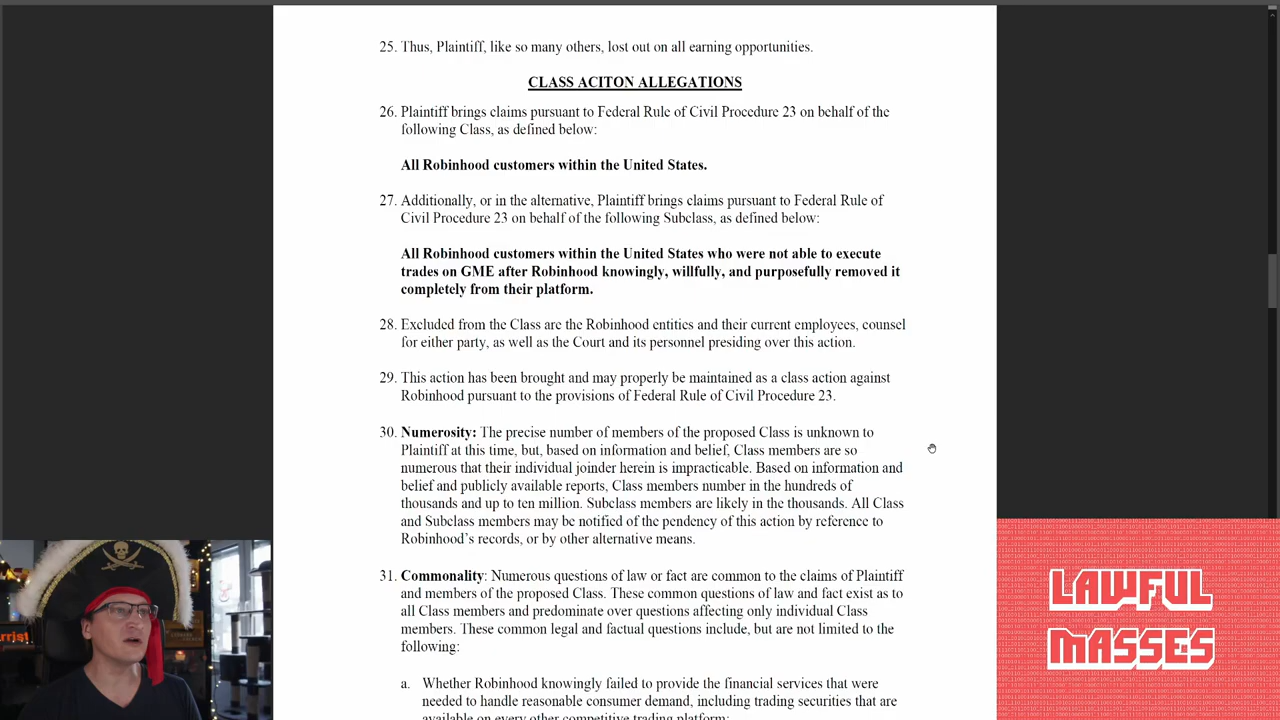 25. Thus, Plaintiff, like so many others, lost out on all earning opportunities.
CLASS ACITON ALLEGATIONS
26. Plaintiff brings claims pursuant to Federal Rule of Civil Procedure 23 on behalf of the
following Class, as defined below:
All Robinhood customers within the United States.
27. Additionally, or in the alternative, Plaintiff brings claims pursuant to Federal Rule of
Civil Procedure 23 on behalf of the following Subclass, as defined below:
All Robinhood customers within the United States who were not able to execute
trades on GME after Robinhood knowingly, willfully, and purposefully removed it
completely from their platform.
28. Excluded from the Class are the Robinhood entities and their current employees, counsel
for either party, as well as the Court and its personnel presiding over this action.
29. This action has been brought and may properly be maintained as a class action against
Robinhood pursuant to the provisions of Federal Rule of Civil Procedure 23.
30. Numerosity: The precise number of members of the proposed Class is unknown to
Plaintiff at this time, but, based on information and belief, Class members are so
numerous that their individual joinder herein is impracticable. Based on information and
belief and publicly available reports, Class members number in the hundreds of
thousands and up to ten million. Subclass members are likely in the thousands. All Class
and Subclass members may be notified of the pendency of this action by reference to
Robinhood's records, or by other alternative means.
31. Commonality: Numerous questions of law or fact are common to the claims of Plaintiff
and members of the proposed Class. These common questions of law and fact exist as to
all Class members and predominate over questions affecting only individual Class
members. These common legal and factual questions include, but are not limited to the
following:
a. Whether Robinhood knowingly failed to provide the financial services that were
needed to handle reasonable consumer demand, including trading securities that are
available on every other competitive trading platform;
LAWFUL
MASSES